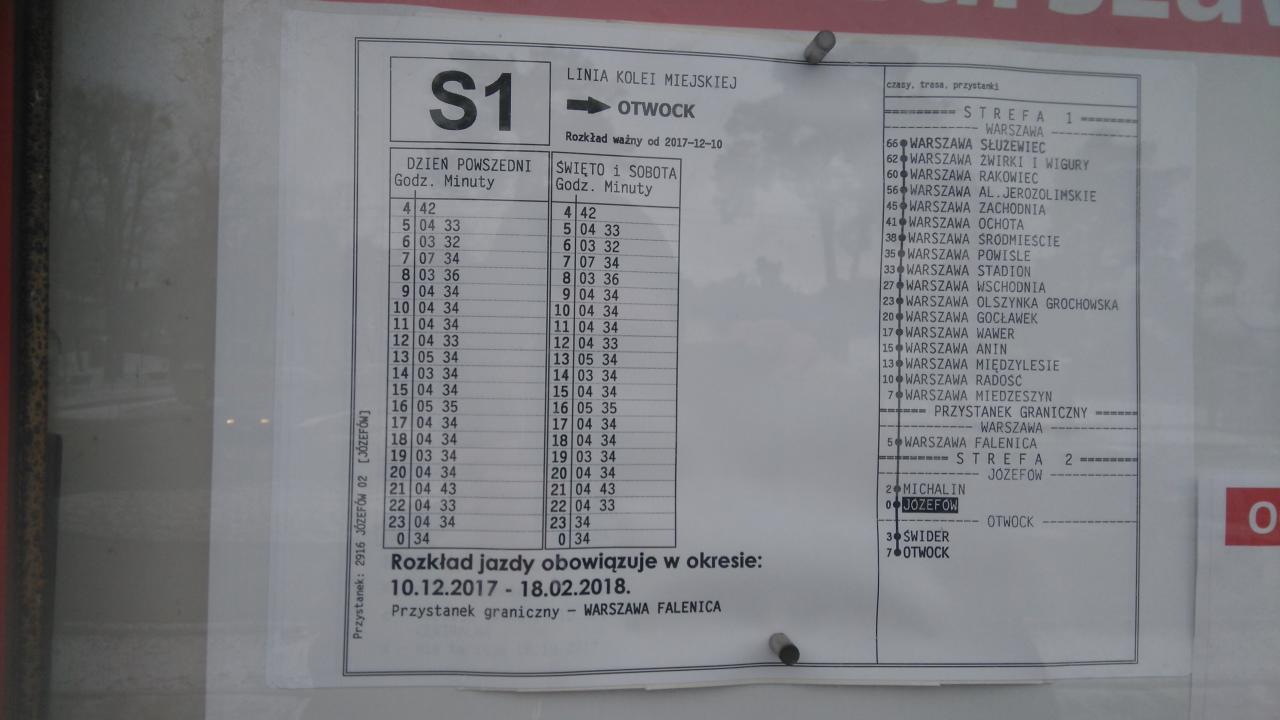 S1
LINIA KOLEI MIEJSKIEJ
OTWOCK
Rozkład ważny od 2017-12-10
DZIEŃ POWSZEDNI
Godz. Minuty
4 42
5 04 33
6 03 32
7 07 34
8 03 36
9 04 34
10 04 34
11 04 34
12 04 33
13 05 34
14 03 34
15 04 34
16 05 35
17 04 34
18 04 34
19 03 34
20 04 34
21 04 43
22 04 33
23 04 34
0 34
ŚWIĘTO i SOBOTA
Godz. Minuty
4 42
5 04 33
6 03 32
7 07 34
8 03 36
9 04 34
10 04 34
11 04 34
12 04 33
13 05 34
14 03 34
15 04 34
16 05 35
17 04 34
18 04 34
19 03 34
20 04 34
21 04 43
22 04 33
23 34
0 34
Rozkład jazdy obowiązuje w okresie:
10.12.2017 - 18.02.2018.
Przystanek graniczny – WARSZAWA FALENICA
Przystanek: 2916 JÓZEFÓW 02 [JÓZEFÓW]
czasy, trasa, przystanki
STREFA 1
WARSZAWA
66 WARSZAWA SŁUŻEWIEC
62 WARSZAWA ŻWIRKI I WIGURY
60 WARSZAWA RAKOWIEC
56 WARSZAWA AL.JEROZOLIMSKIE
45 WARSZAWA ZACHODNIA
41 WARSZAWA OCHOTA
38 WARSZAWA ŚRÓDMIEŚCIE
35 WARSZAWA POWIŚLE
33 WARSZAWA STADION
27 WARSZAWA WSCHODNIA
23 WARSZAWA OLSZYNKA GROCHOWSKA
20 WARSZAWA GOCŁAWEK
17 WARSZAWA WAWER
15 WARSZAWA ANIN
13 WARSZAWA MIĘDZYLESIE
10 WARSZAWA RADOŚĆ
7 WARSZAWA MIEDZESZYN
PRZYSTANEK GRANICZNY
WARSZAWA
5 WARSZAWA FALENICA
STREFA 2
JÓZEFÓW
2 MICHALIN
0 JÓZEFÓW
OTWOCK
3 ŚWIDER
7 OTWOCK